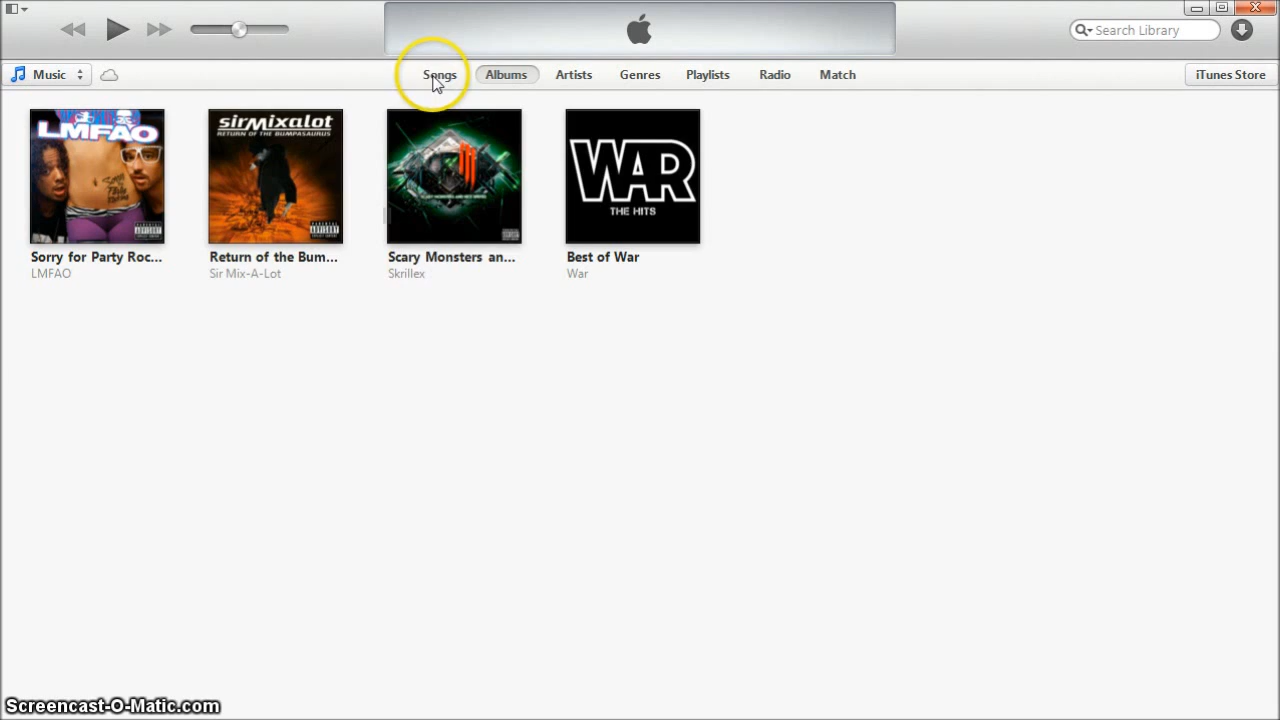 Search Library
Music
Songs
Albums
Artists
Genres
Playlists
Radio
Match
iTunes Store
LMFAO
sirMixalot
RETURN OF THE BUMPASAURUS
WAR
THE HITS
Sorry for Party Roc...
LMFAO
Return of the Bum...
Sir Mix-A-Lot
Scary Monsters an...
Skrillex
Best of War
War
Screencast-O-Matic.com